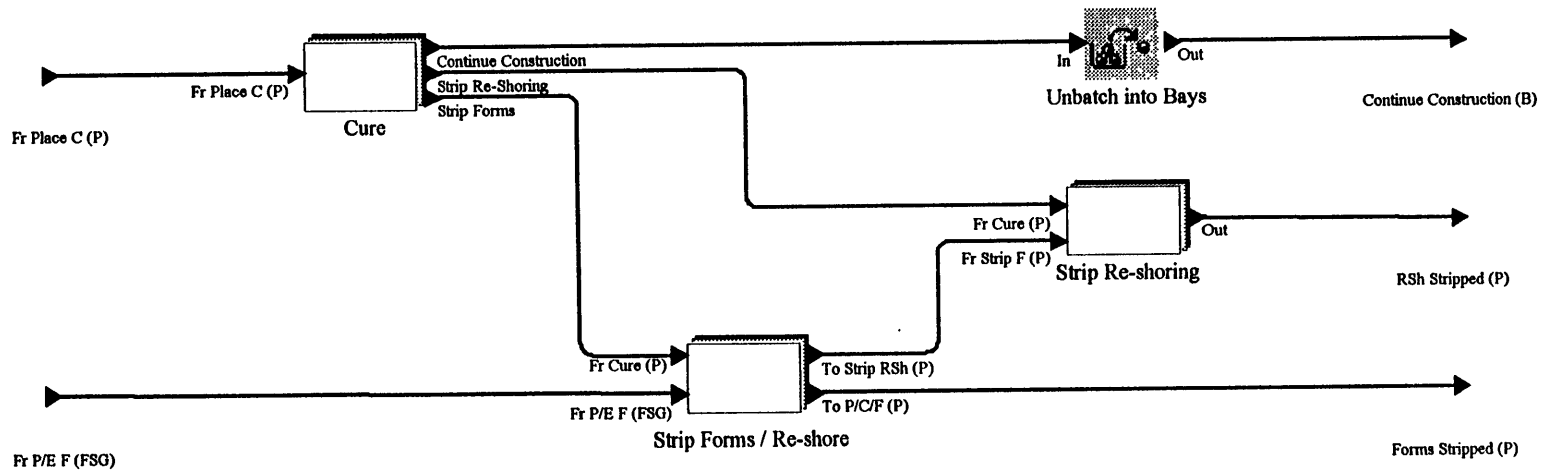 Fr Place C (P)
Fr Place C (P)
Cure
Continue Construction
Strip Re-Shoring
Strip Forms
In
Out
Unbatch into Bays
Continue Construction (B)
Fr Cure (P)
Fr Strip F (P)
Out
Strip Re-shoring
RSh Stripped (P)
Fr Cure (P)
Fr P/E F (FSG)
To Strip RSh (P)
To P/C/F (P)
Strip Forms / Re-shore
Fr P/E F (FSG)
Forms Stripped (P)